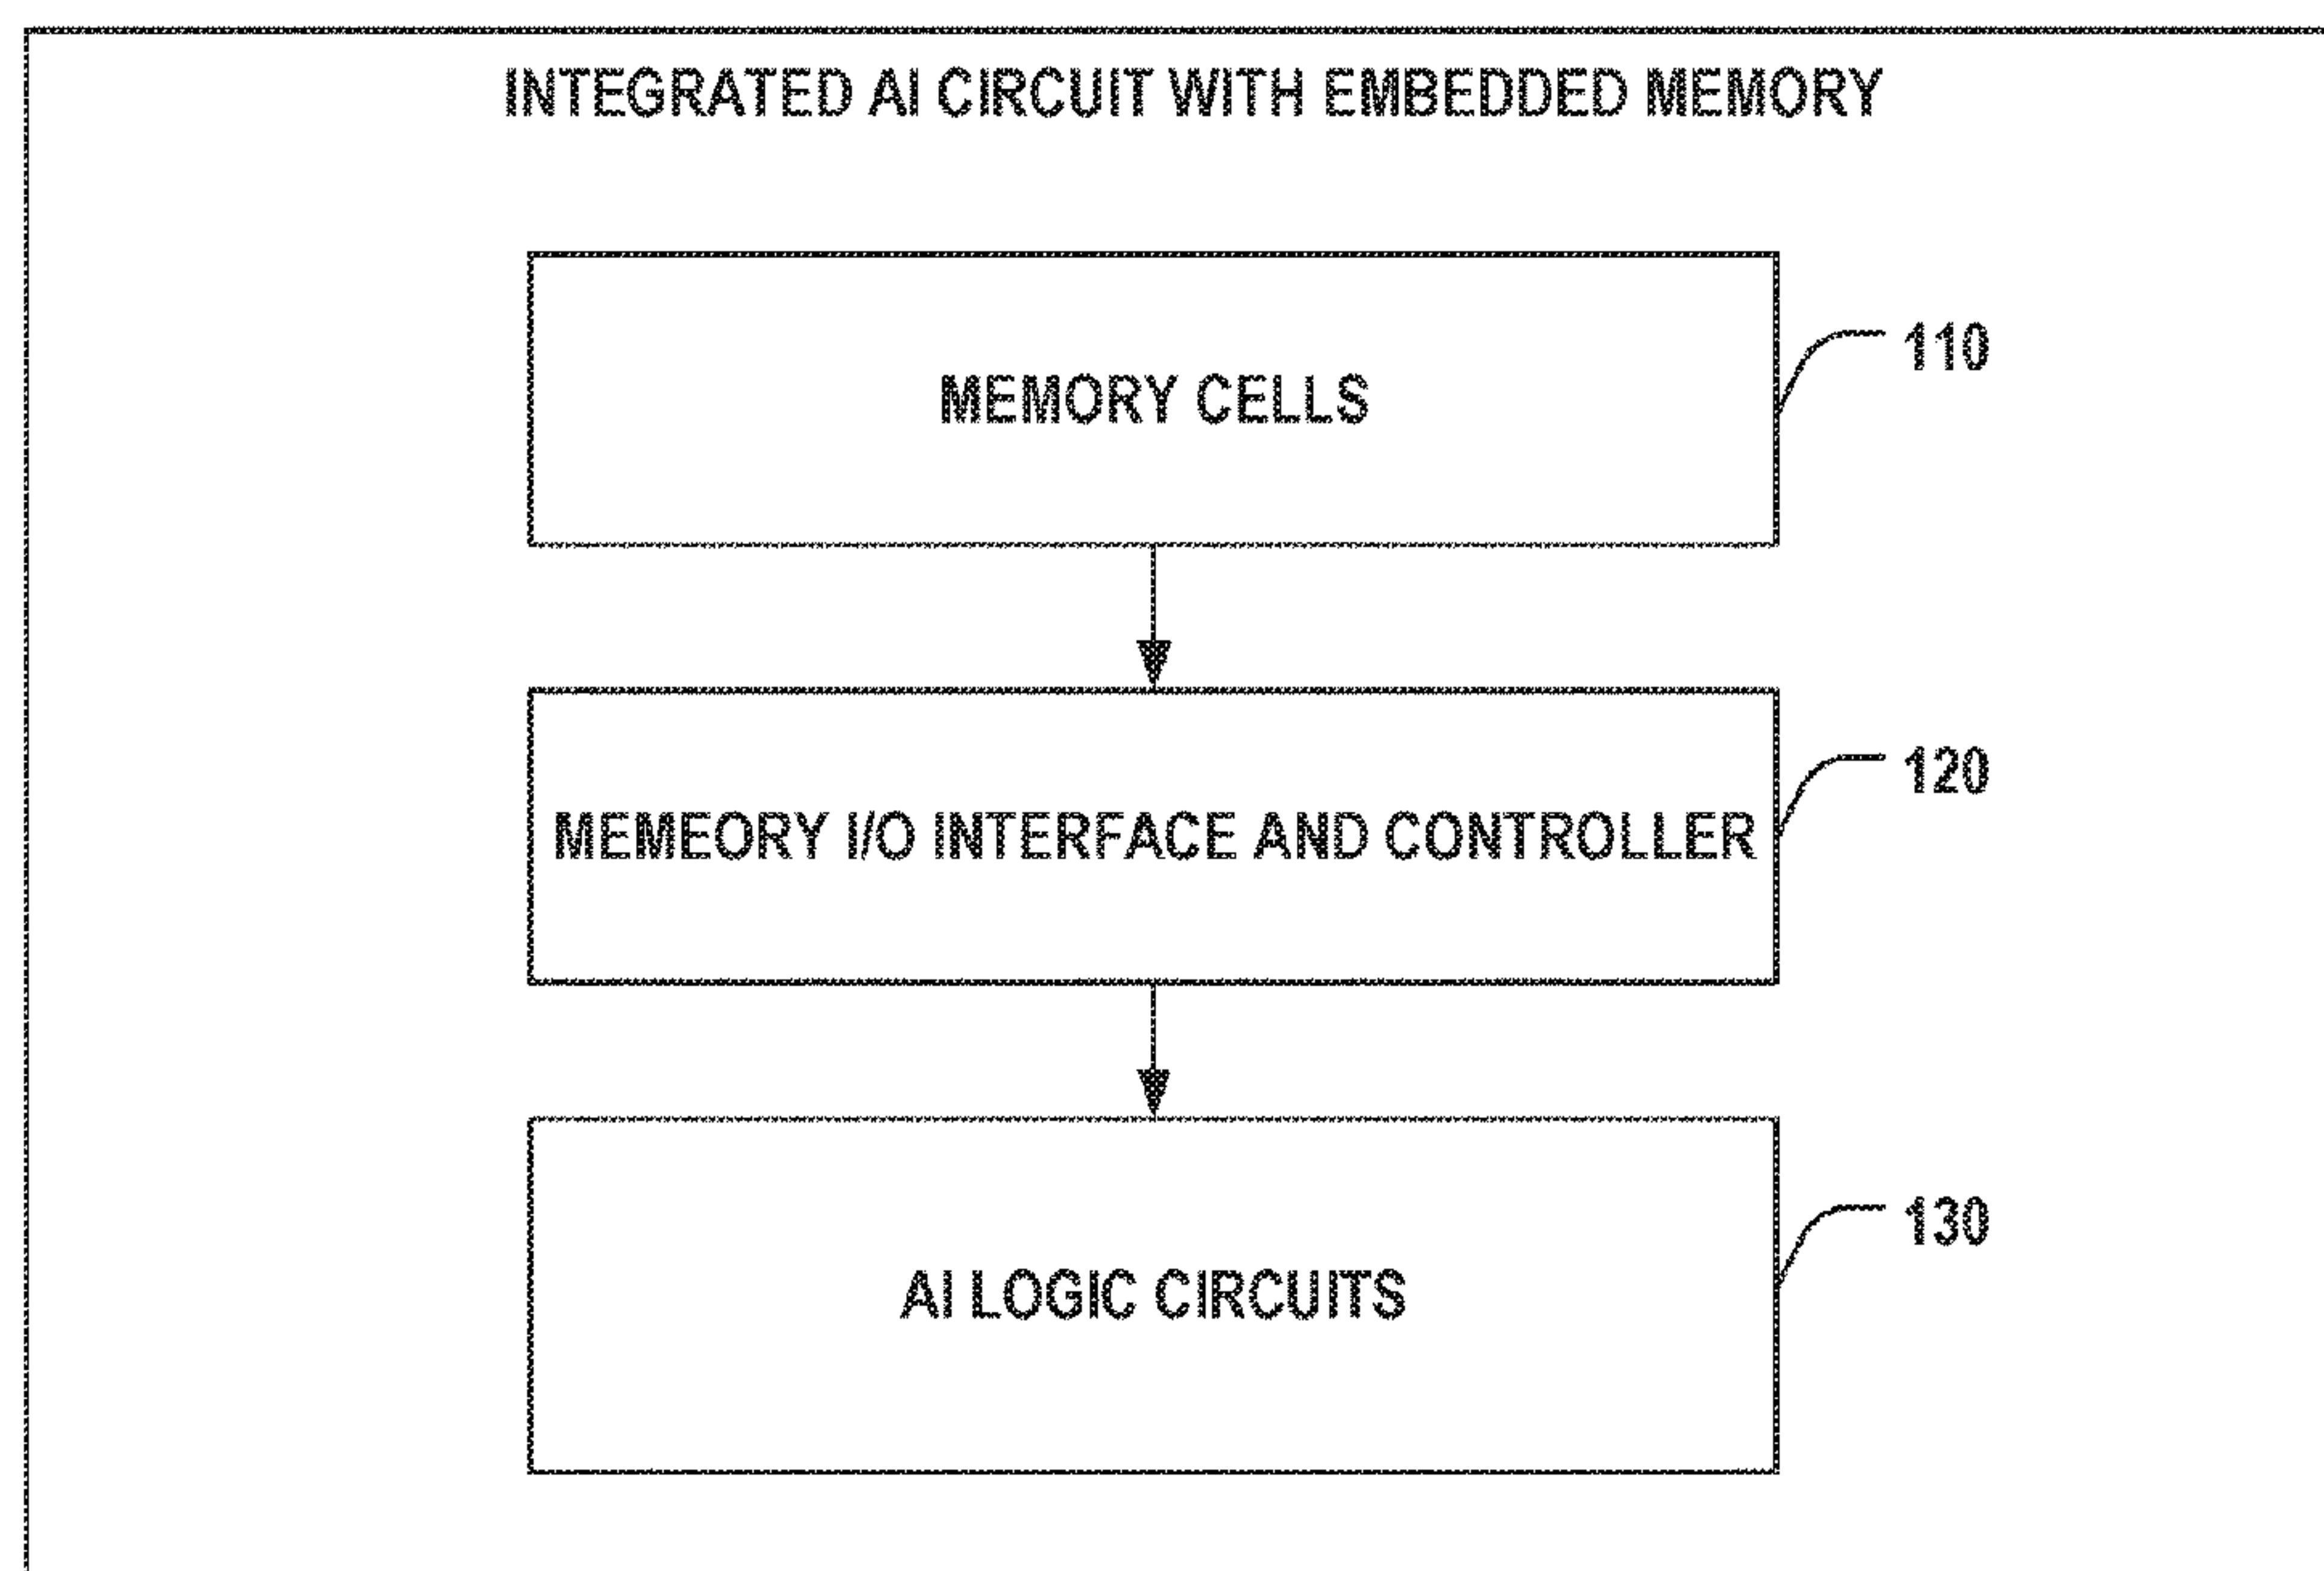 INTEGRATED AI CIRCUIT WITH EMBEDDED MEMORY
MEMORY CELLS
110
MEMEORY I/O INTERFACE AND CONTROLLER
120
AI LOGIC CIRCUITS
130